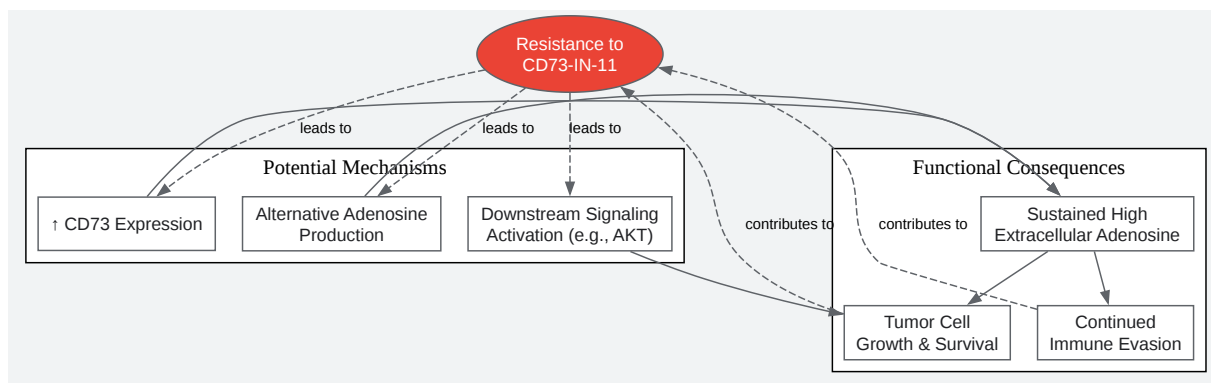 Resistance to
CD73-IN-11
leads to
leads to
leads to
Potential Mechanisms
Functional Consequences
↑ CD73 Expression
Alternative Adenosine
Production
Downstream Signaling
Activation (e.g., AKT)
contributes to
contributes to
Sustained High
Extracellular Adenosine
Tumor Cell
Growth & Survival
Continued
Immune Evasion